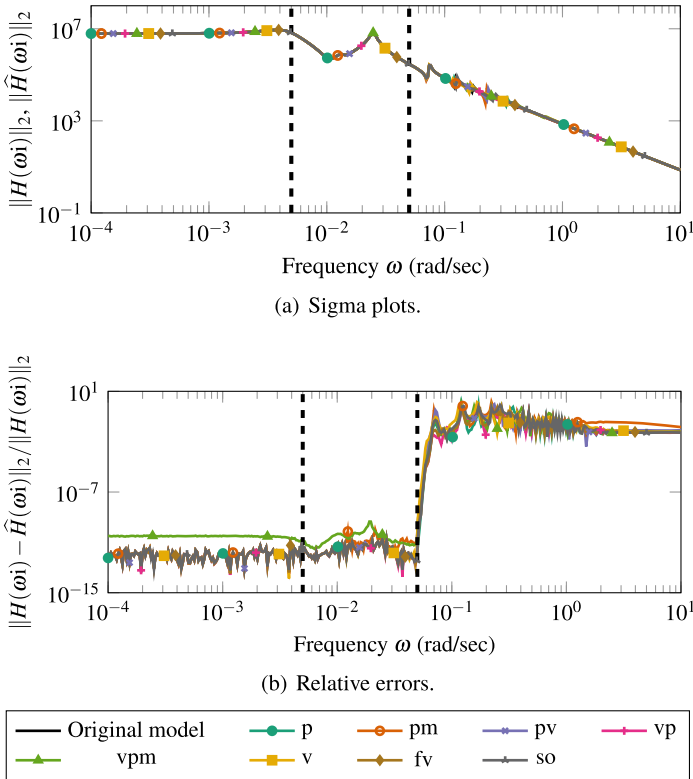 10^7
10^3
10^-1
||H(ωi)||_2, ||Ĥ(ωi)||_2
10^-4 10^-3 10^-2 10^-1 10^0 10^1
Frequency ω (rad/sec)
(a) Sigma plots.
10^1
10^-7
10^-15
||H(ωi) − Ĥ(ωi)||_2/||H(ωi)||_2
10^-4 10^-3 10^-2 10^-1 10^0 10^1
Frequency ω (rad/sec)
(b) Relative errors.
Original model p pm pv vp
vpm v fv so